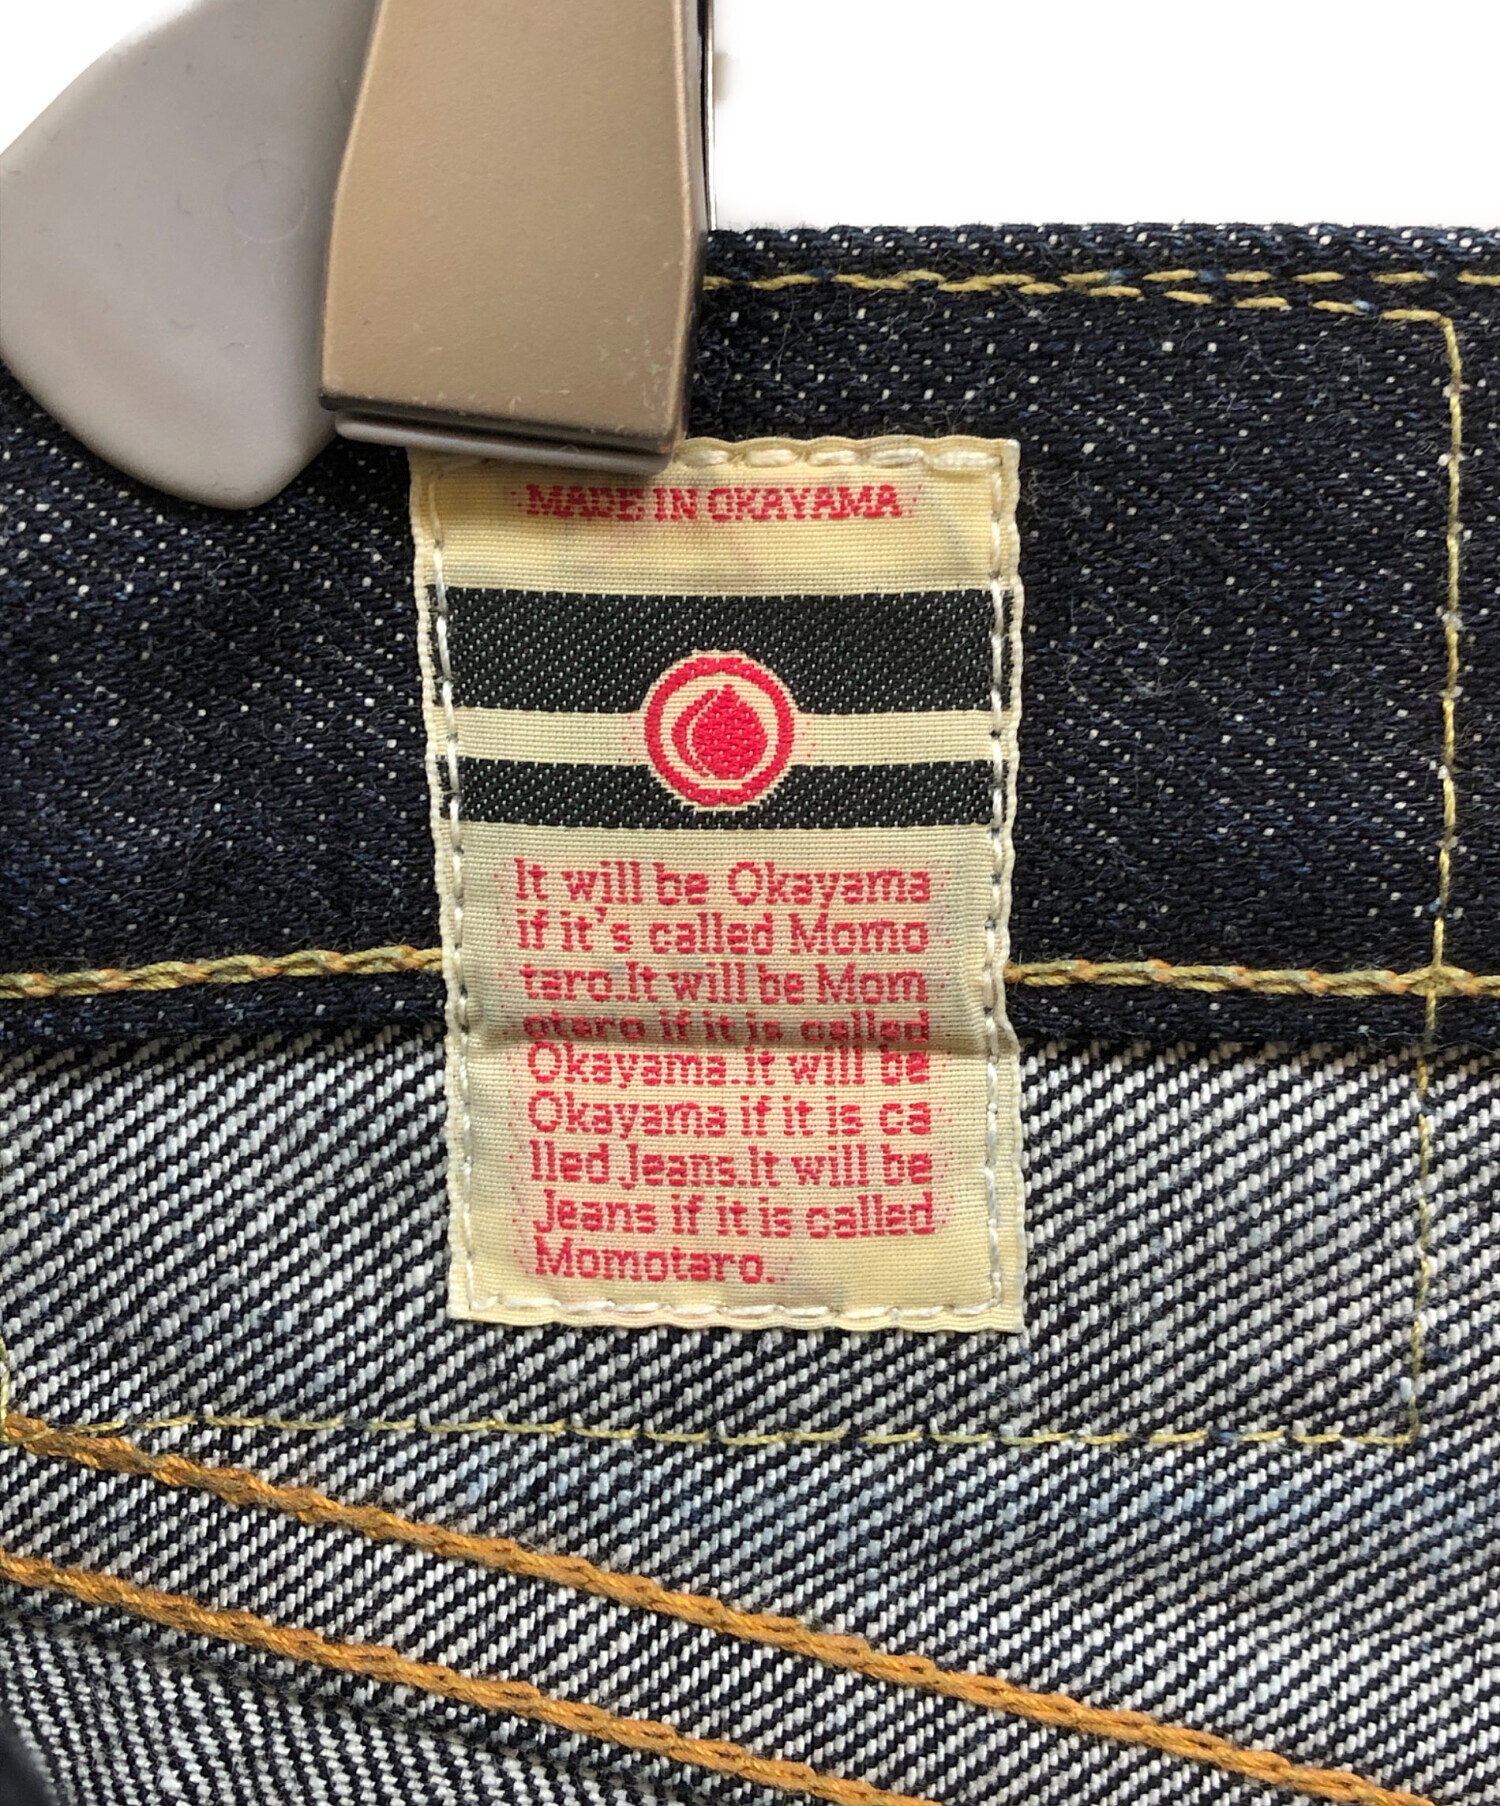 MADE IN OKAYAMA
It will be Okayama
if it's called Momo
taro.It will be Mom
otaro if it is called
Okayama.It will be
Okayama if it is ca
lled Jeans.It will be
Jeans if it is called
Momotaro.